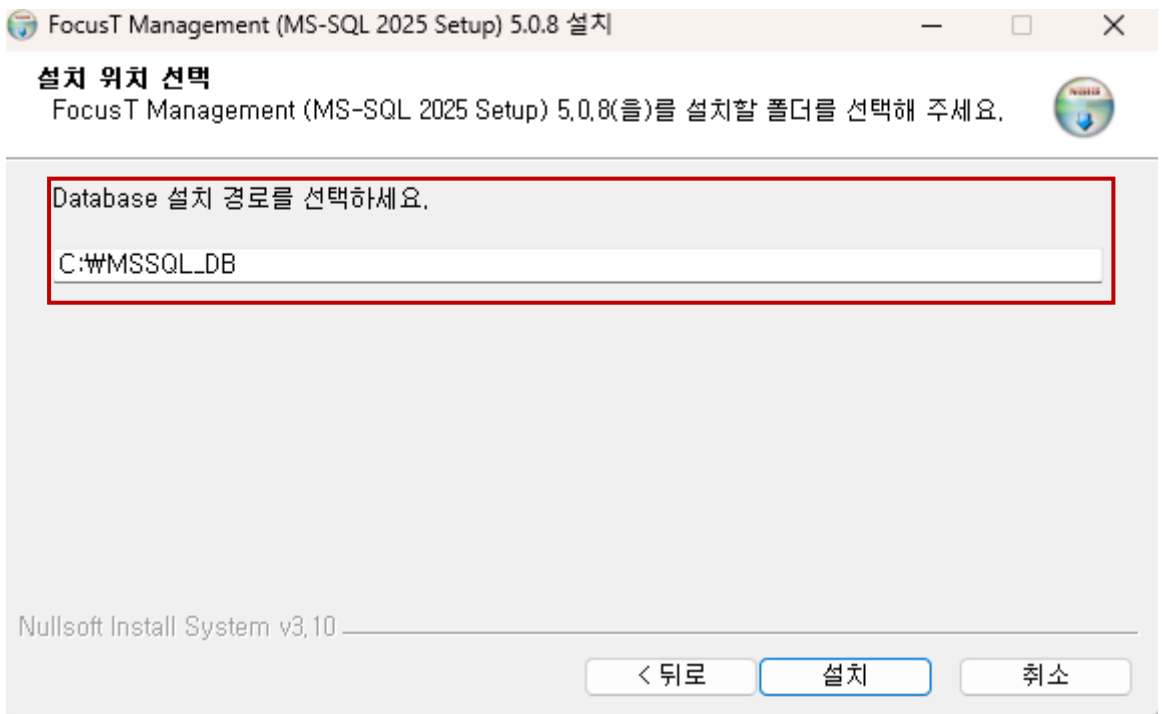 FocusT Management (MS-SQL 2025 Setup) 5.0.8 설치
설치 위치 선택
FocusT Management (MS-SQL 2025 Setup) 5.0.8(을)를 설치할 폴더를 선택해 주세요.
Database 설치 경로를 선택하세요.
C:₩MSSQL_DB
Nullsoft Install System v3.10
< 뒤로
설치
취소